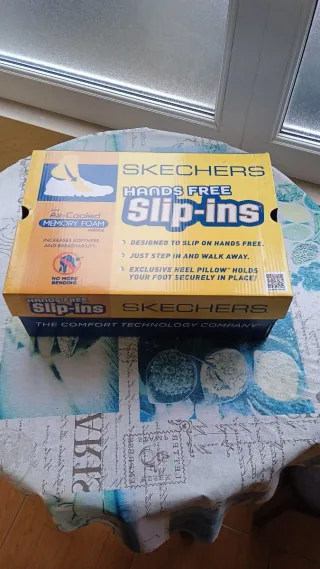 SKECHERS
HANDS FREE
Slip-ins
Air-Cooled
MEMORY FOAM
INCREASES SOFTNESS
AND BREATHABILITY.
NO MORE
BENDING
› DESIGNED TO SLIP ON HANDS FREE.
› JUST STEP IN AND WALK AWAY.
› EXCLUSIVE HEEL PILLOW™ HOLDS
YOUR FOOT SECURELY IN PLACE!
HANDS FREE
Slip-ins
SKECHERS
THE COMFORT TECHNOLOGY COMPANY